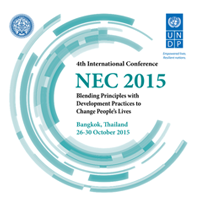 4th International Conference
NEC 2015
Blending Principles with
Development Practices to
Change People's Lives
Bangkok, Thailand
26-30 October 2015
U N
D P